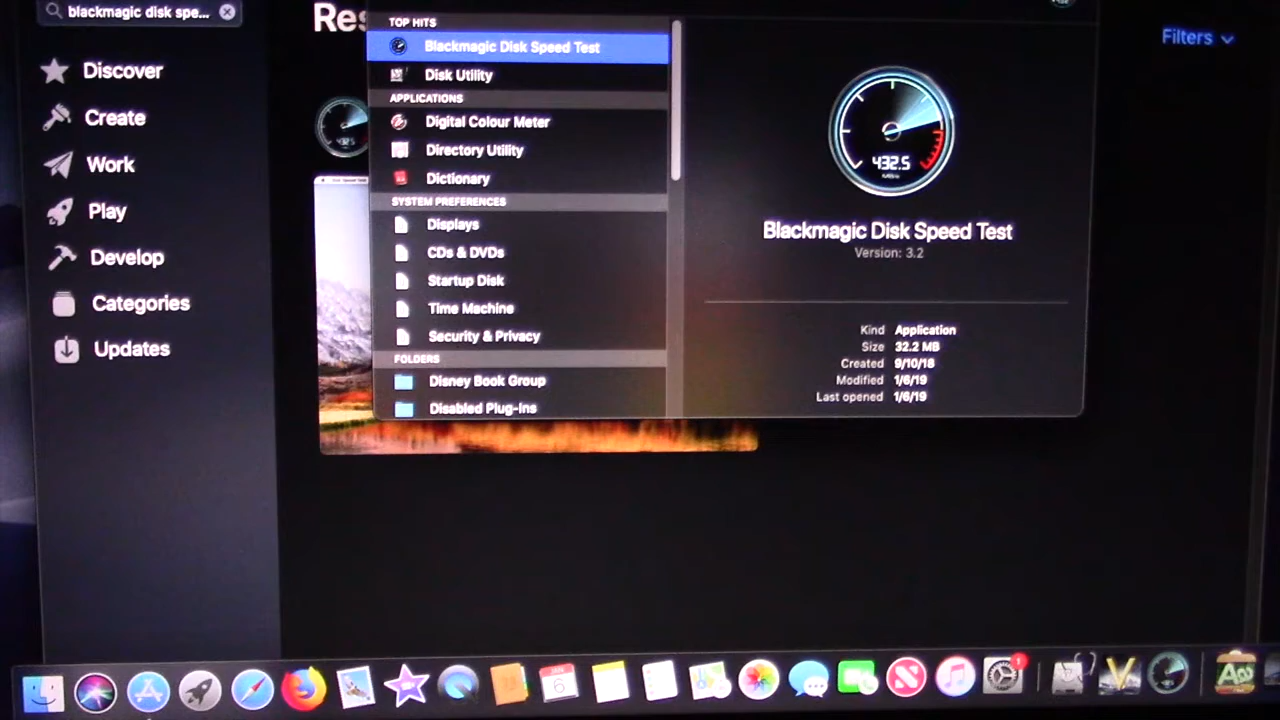 blackmagic disk spe...
Discover
Create
Work
Play
Develop
Categories
Updates
Res
Filters
TOP HITS
Blackmagic Disk Speed Test
Disk Utility
APPLICATIONS
Digital Colour Meter
Directory Utility
Dictionary
SYSTEM PREFERENCES
Displays
CDs & DVDs
Startup Disk
Time Machine
Security & Privacy
FOLDERS
Disney Book Group
Disabled Plug-Ins
432.5
Blackmagic Disk Speed Test
Version: 3.2
Kind Application
Size 32.2 MB
Created 9/10/18
Modified 1/6/19
Last opened 1/6/19
6
1